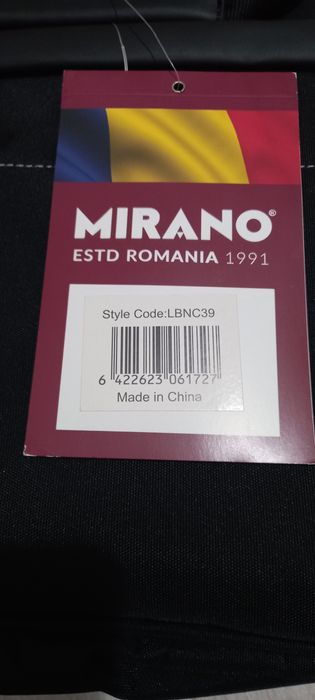 MIRANO®
ESTD ROMANIA 1991
Style Code:LBNC39
6 422623 061727
Made in China